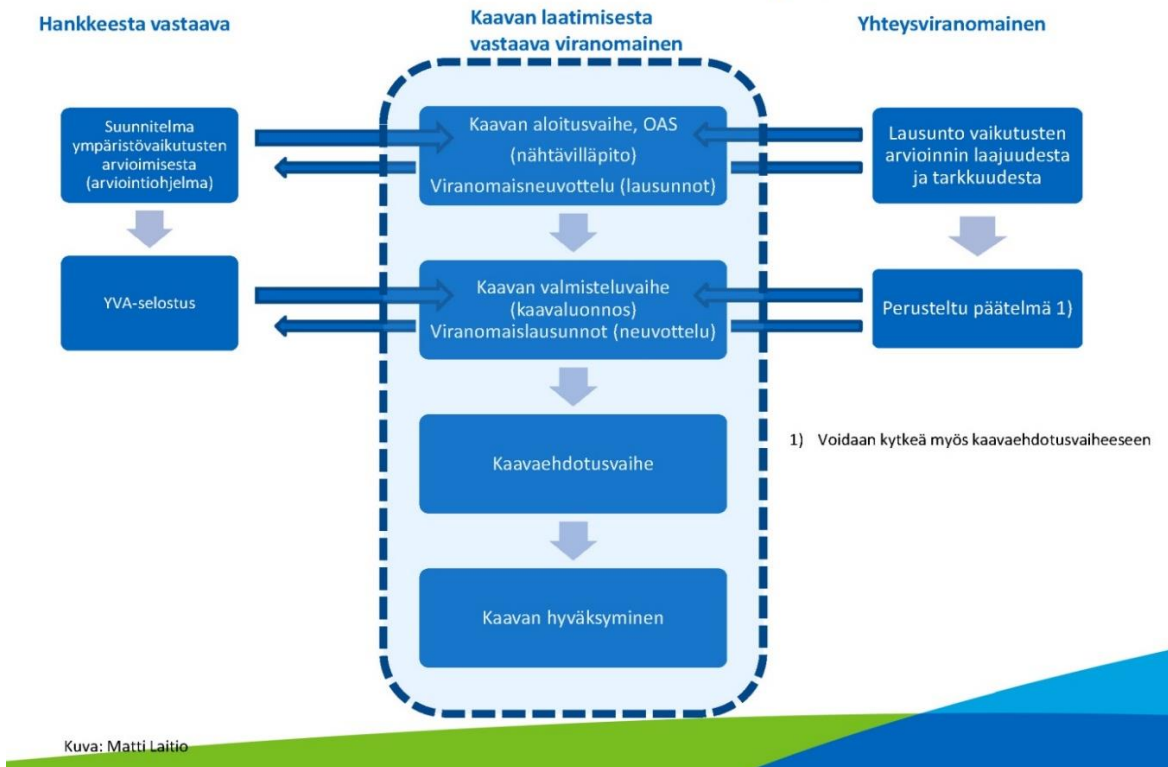 Hankkeesta vastaava
Kaavan laatimisesta
vastaava viranomainen
Yhteysviranomainen
Suunnitelma
ympäristövaikutusten
arvioimisesta
(arviointiohjelma)
Kaavan aloitusvaihe, OAS
(nähtävilläpito)
Viranomaisneuvottelu (lausunnot)
Lausunto vaikutusten
arvioinnin laajuudesta
ja tarkkuudesta
YVA-selostus
Kaavan valmisteluvaihe
(kaavaluonnos)
Viranomaislausunnot (neuvottelu)
Perusteltu päätelmä 1)
Kaavaehdotusvaihe
1) Voidaan kytkeä myös kaavaehdotusvaiheeseen
Kaavan hyväksyminen
Kuva: Matti Laitio